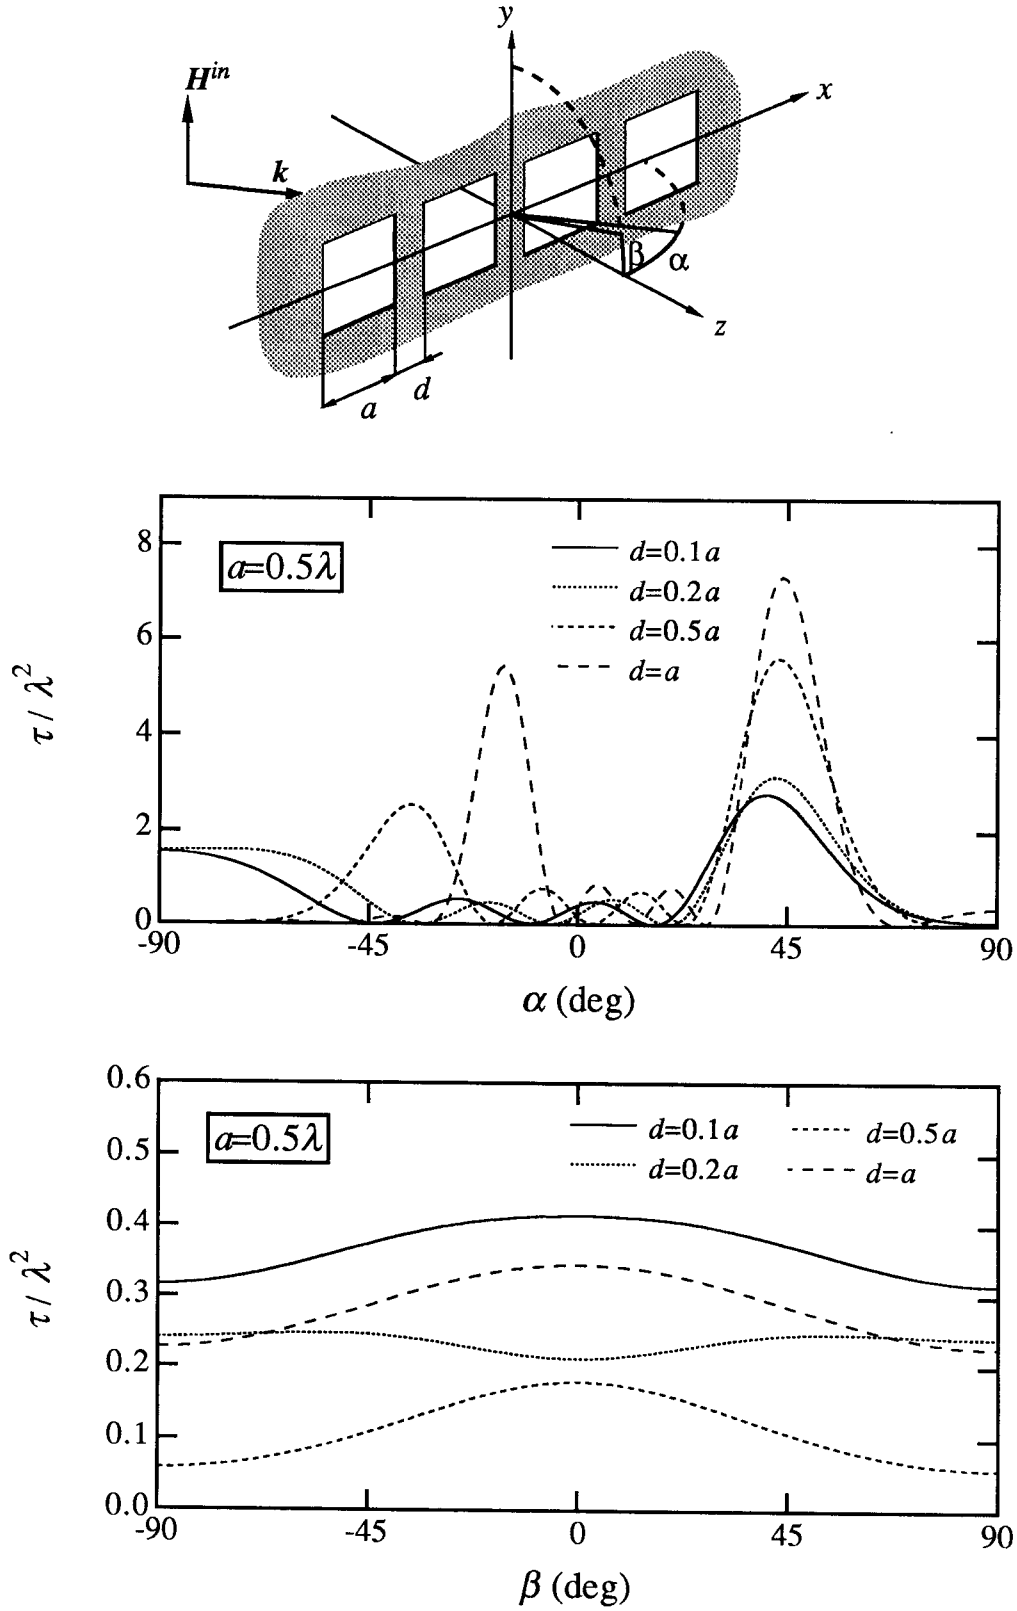 y
x
H^in
k
β
α
z
d
a
8
6
4
2
0
τ / λ²
a=0.5λ
d=0.1a
d=0.2a
d=0.5a
d=a
-90 -45 0 45 90
α (deg)
0.6
0.5
0.4
0.3
0.2
0.1
0.0
τ / λ²
a=0.5λ
d=0.1a d=0.5a
d=0.2a d=a
-90 -45 0 45 90
β (deg)